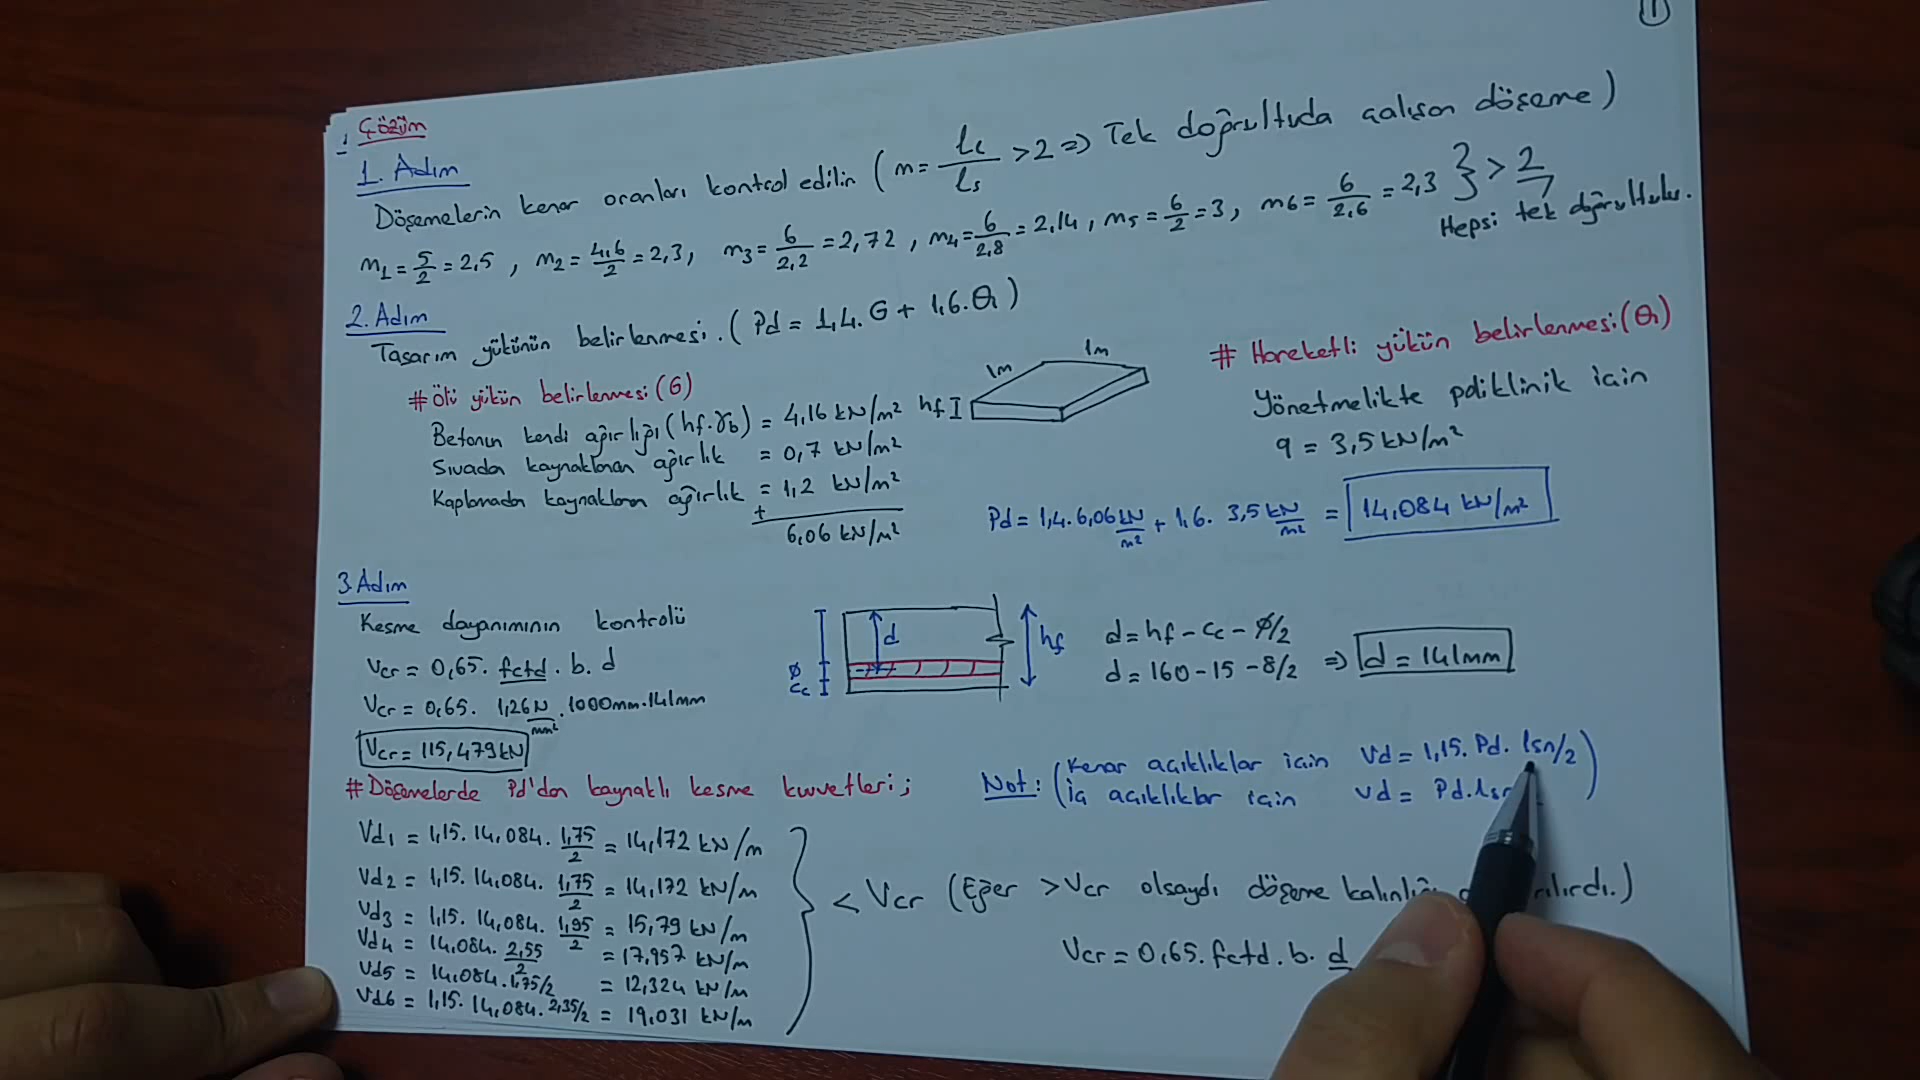 1
Çözüm
1. Adım
Döşemelerin kenar oranları kontrol edilir (m = lL/ls >2 => Tek doğrultuda çalışan döşeme)
m1 = 5/2 = 2,5 , m2 = 4,6/2 = 2,3, m3 = 6/2,2 = 2,72 , m4 = 6/2,8 = 2,14 , m5 = 6/2 = 3, m6 = 6/2,6 = 2,3 } > 2
Hepsi tek doğrultulu.
2. Adım
Tasarım yükünün belirlenmesi. ( Pd = 1,4. G + 1,6. Q )
#Ölü yükün belirlenmesi (G)
Betonun kendi ağırlığı (hf.γb) = 4,16 kN/m²
Sıvadan kaynaklanan ağırlık = 0,7 kN/m²
Kaplamadan kaynaklanan ağırlık = 1,2 kN/m²
+
6,06 kN/m²
1m
1m
hf
# Hareketli yükün belirlenmesi: (Q)
Yönetmelikte poliklinik için
q = 3,5 kN/m²
Pd = 1,4. 6,06 kN/m² + 1,6. 3,5 kN/m² = 14,084 kN/m²
3 Adım
Kesme dayanımının kontrolü
Vcr = 0,65. fctd . b. d
Vcr = 0,65. 1,26 N/mm² . 1000mm . 141mm
Vcr = 115,479 kN
d
hf
ϕ
cc
d = hf - cc - ϕ/2
d = 160 - 15 - 8/2 => d = 141mm
#Döşemelerde Pd'den kaynaklı kesme kuvvetleri;
Not: (Kenar açıklıklar için Vd = 1,15. Pd. lsn/2
İç açıklıklar için Vd = Pd.)
Vd1 = 1,15. 14,084. 1,75/2 = 14,172 kN/m
Vd2 = 1,15. 14,084. 1,75/2 = 14,172 kN/m
Vd3 = 1,15. 14,084. 1,95/2 = 15,79 kN/m
Vd4 = 14,084. 2,55/2 = 17,957 kN/m
Vd5 = 14,084. 1,75/2 = 12,324 kN/m
Vd6 = 1,15. 14,084. 2,35/2 = 19,031 kN/m
< Vcr (Eğer >Vcr olsaydı döşeme)
Vcr = 0,65. fctd. b. d